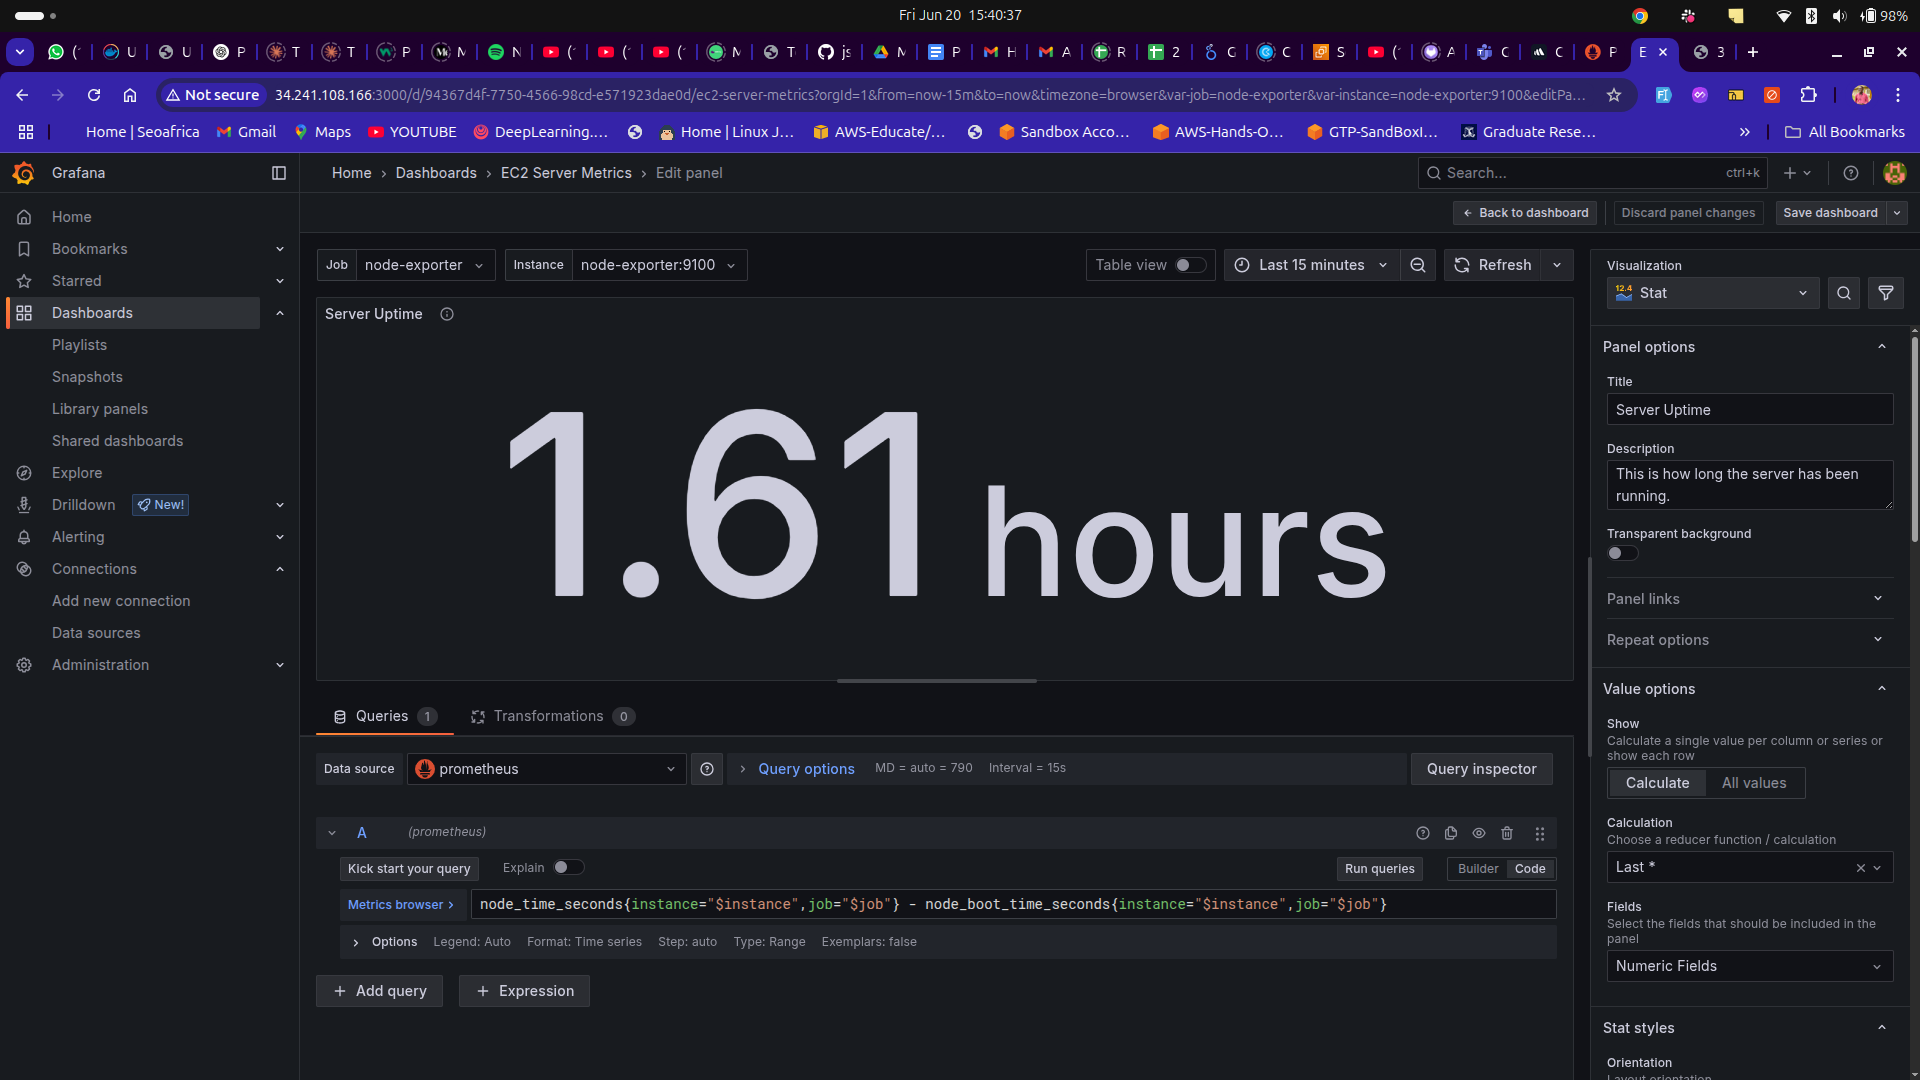 Fri Jun 20 15:40:37
98%
U
U
P
T
T
P
M
N
M
T
js
M
P
H
A
R
2
G
C
S
A
C
C
P
E
3
Not secure
34.241.108.166:3000/d/94367d4f-7750-4566-98cd-e571923dae0d/ec2-server-metrics?orgId=1&from=now-15m&to=now&timezone=browser&var-job=node-exporter&var-instance=node-exporter:9100&editPa...
Home | Seoafrica
Gmail
Maps
YOUTUBE
DeepLearning....
Home | Linux J...
AWS-Educate/...
Sandbox Acco...
AWS-Hands-O...
GTP-SandBoxI...
Graduate Rese...
All Bookmarks
Grafana
Home › Dashboards › EC2 Server Metrics › Edit panel
Search...
ctrl+k
Back to dashboard
Discard panel changes
Save dashboard
Home
Bookmarks
Starred
Dashboards
Playlists
Snapshots
Library panels
Shared dashboards
Explore
Drilldown
New!
Alerting
Connections
Add new connection
Data sources
Administration
Job
node-exporter
Instance
node-exporter:9100
Table view
Last 15 minutes
Refresh
Server Uptime
1.61 hours
Queries 1
Transformations 0
Data source
prometheus
Query options
MD = auto = 790
Interval = 15s
Query inspector
A
(prometheus)
Kick start your query
Explain
Run queries
Builder
Code
Metrics browser
node_time_seconds{instance="$instance",job="$job"} - node_boot_time_seconds{instance="$instance",job="$job"}
Options
Legend: Auto
Format: Time series
Step: auto
Type: Range
Exemplars: false
Add query
Expression
Visualization
12.4
Stat
Panel options
Title
Server Uptime
Description
This is how long the server has been
running.
Transparent background
Panel links
Repeat options
Value options
Show
Calculate a single value per column or series or
show each row
Calculate
All values
Calculation
Choose a reducer function / calculation
Last *
Fields
Select the fields that should be included in the
panel
Numeric Fields
Stat styles
Orientation
Layout orientation